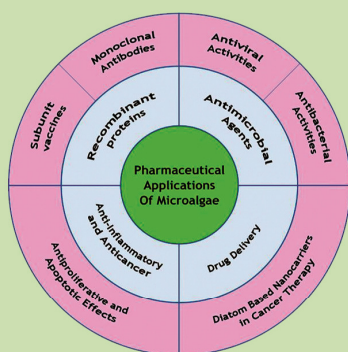 Monoclonal
Antibodies
Antiviral
Activities
Subunit
vaccines
Antibacterial
Activities
Recombinant
proteins
Antimicrobial
Agents
Pharmaceutical
Applications
Of Microalgae
Anti-Inflammatory
and Anticancer
Drug Delivery
Antiproliferative and
Apoptotic Effects
Diatom Based Nanocarriers
In Cancer Therapy